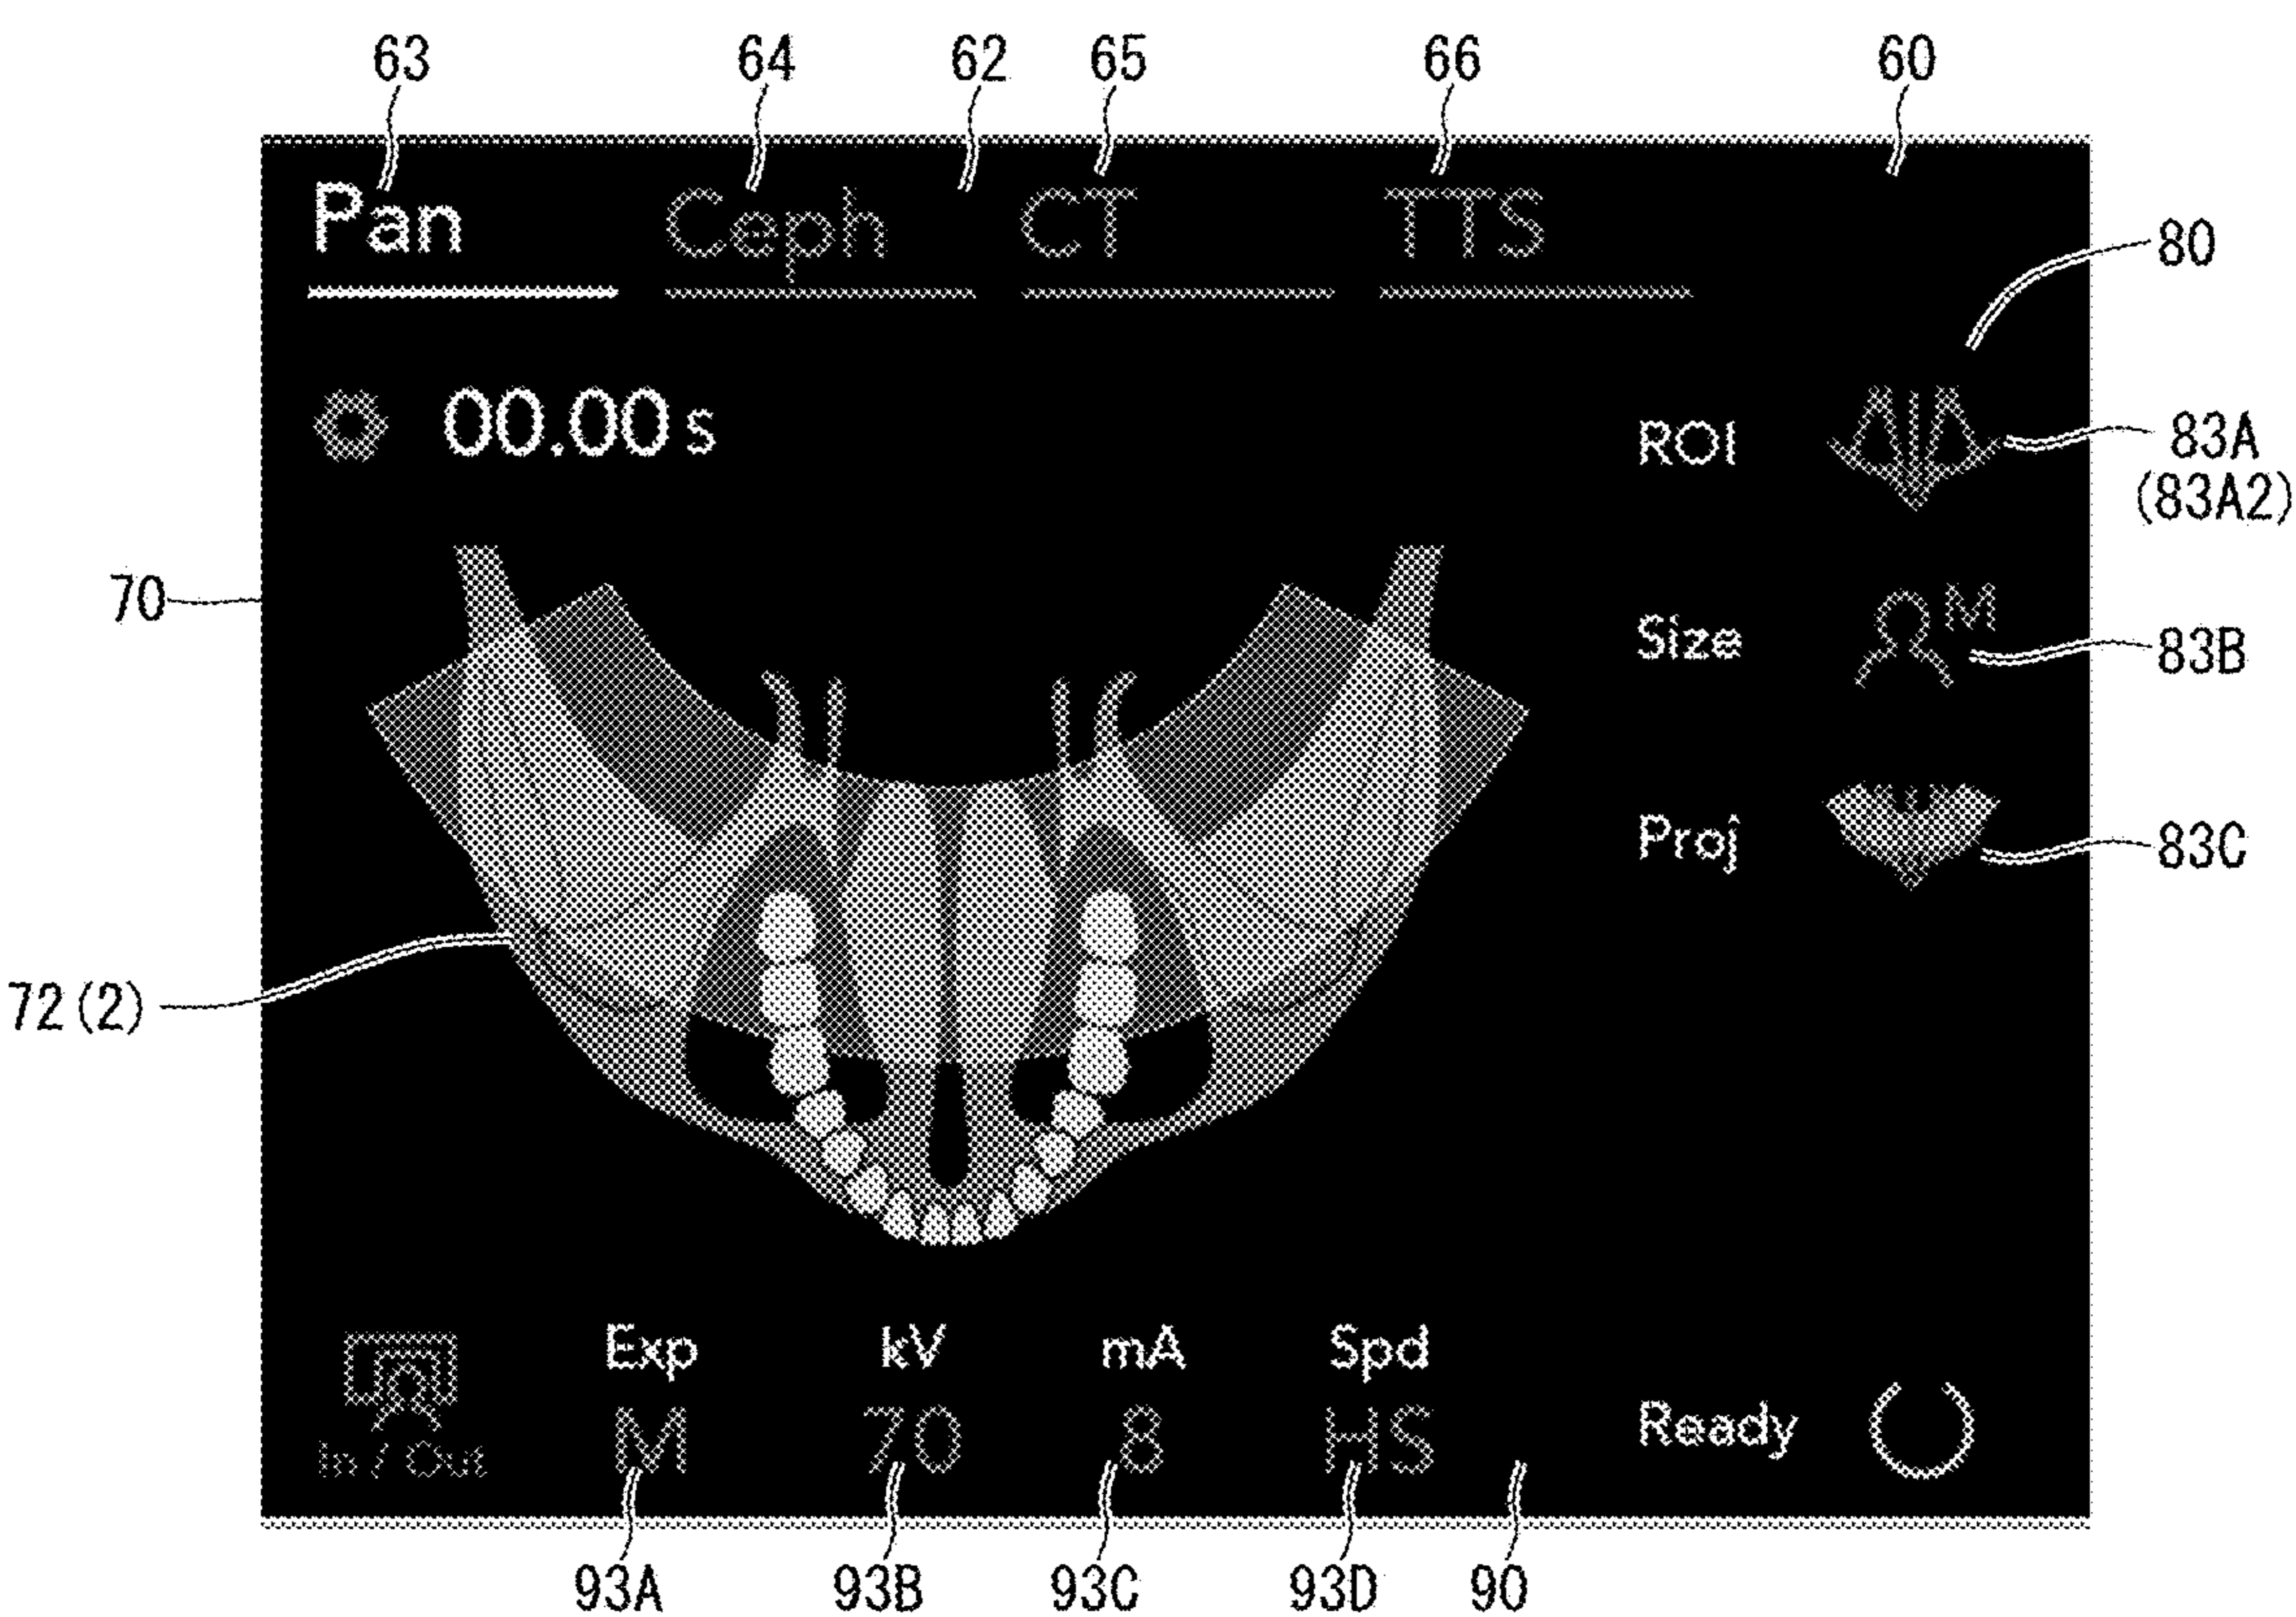 63 64 62 65 66 60
Pan Ceph CT TTS
80
00.00 s
ROI
83A
(83A2)
70
Size M
83B
Proj
83C
72(2)
Exp kV mA Spd
M 70 8 HS
Ready
In / Out
93A 93B 93C 93D 90